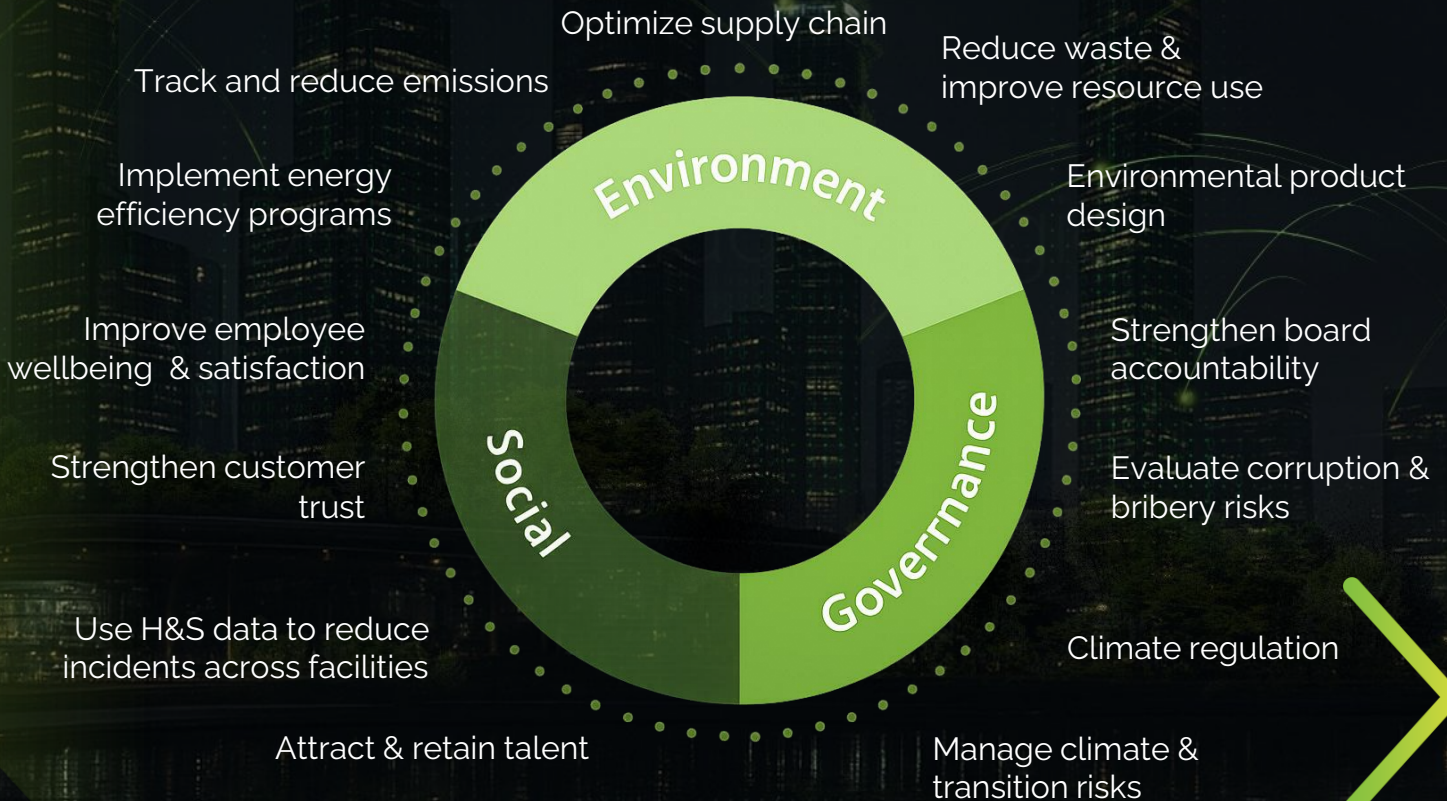 Optimize supply chain
Track and reduce emissions
Reduce waste &
improve resource use
Implement energy
efficiency programs
Environmental product
design
Environment
Improve employee
wellbeing & satisfaction
Strengthen board
accountability
Social
Goverrnance
Strengthen customer
trust
Evaluate corruption &
bribery risks
Use H&S data to reduce
incidents across facilities
Climate regulation
Attract & retain talent
Manage climate &
transition risks